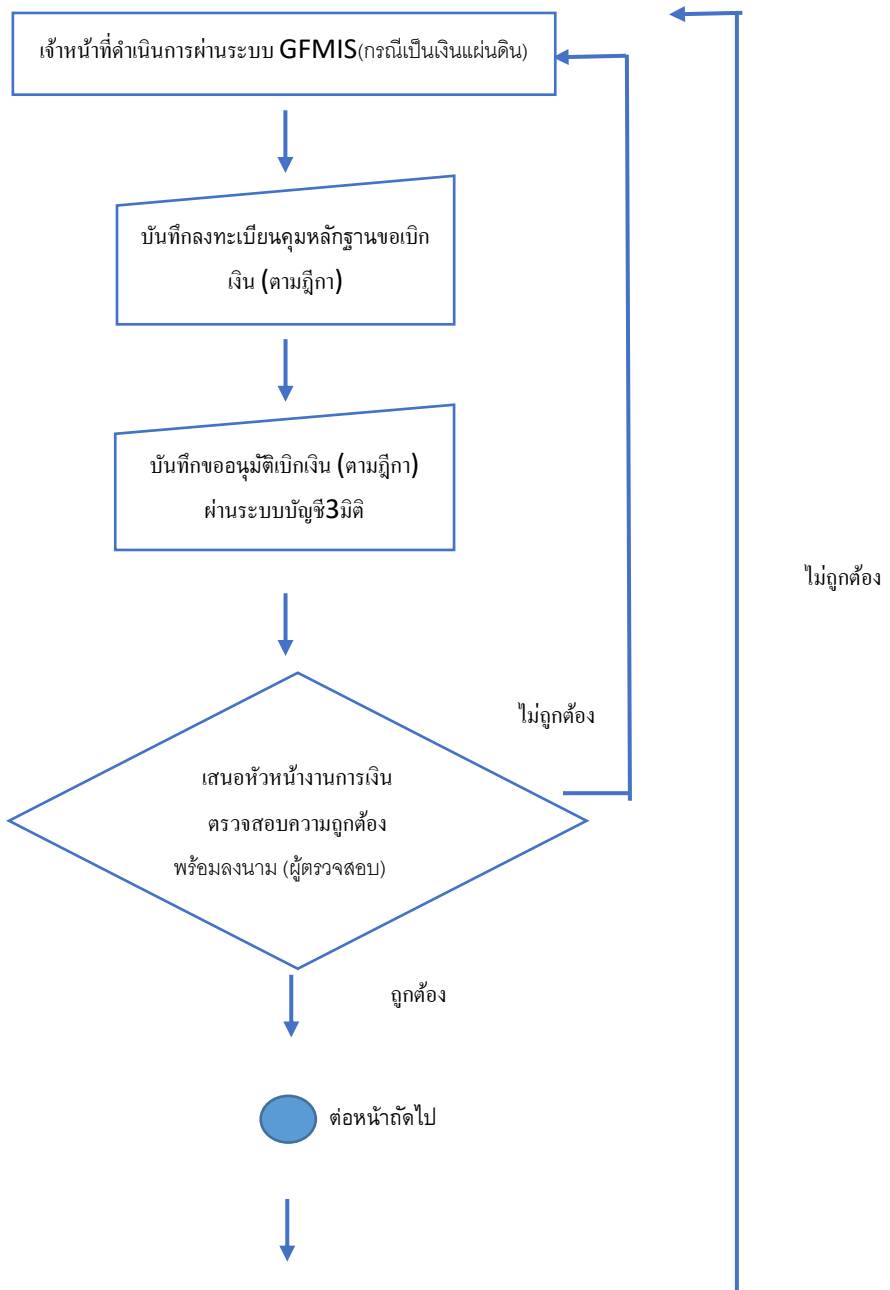 เจ้าหน้าที่ดำเนินการผ่านระบบ GFMIS(กรณีเป็นเงินแผ่นดิน)
บันทึกลงทะเบียนคุมหลักฐานขอเบิก
เงิน (ตามฎีกา)
บันทึกขออนุมัติเบิกเงิน (ตามฎีกา)
ผ่านระบบบัญชี3มิติ
ไม่ถูกต้อง
ไม่ถูกต้อง
เสนอหัวหน้างานการเงิน
ตรวจสอบความถูกต้อง
พร้อมลงนาม (ผู้ตรวจสอบ)
ถูกต้อง
ต่อหน้าถัดไป